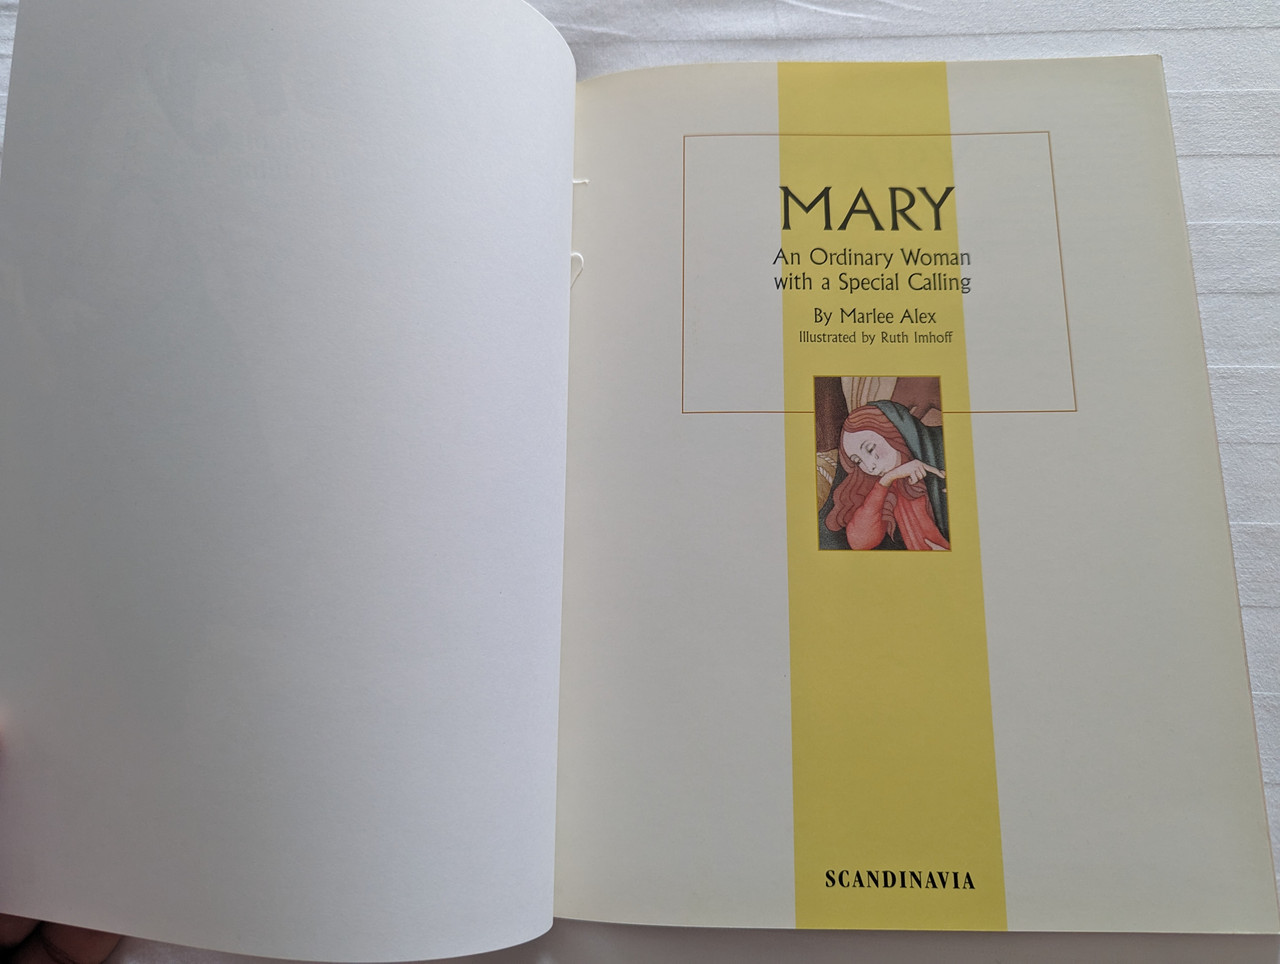 MARY
An Ordinary Woman
with a Special Calling
By Marlee Alex
Illustrated by Ruth Imhoff
SCANDINAVIA